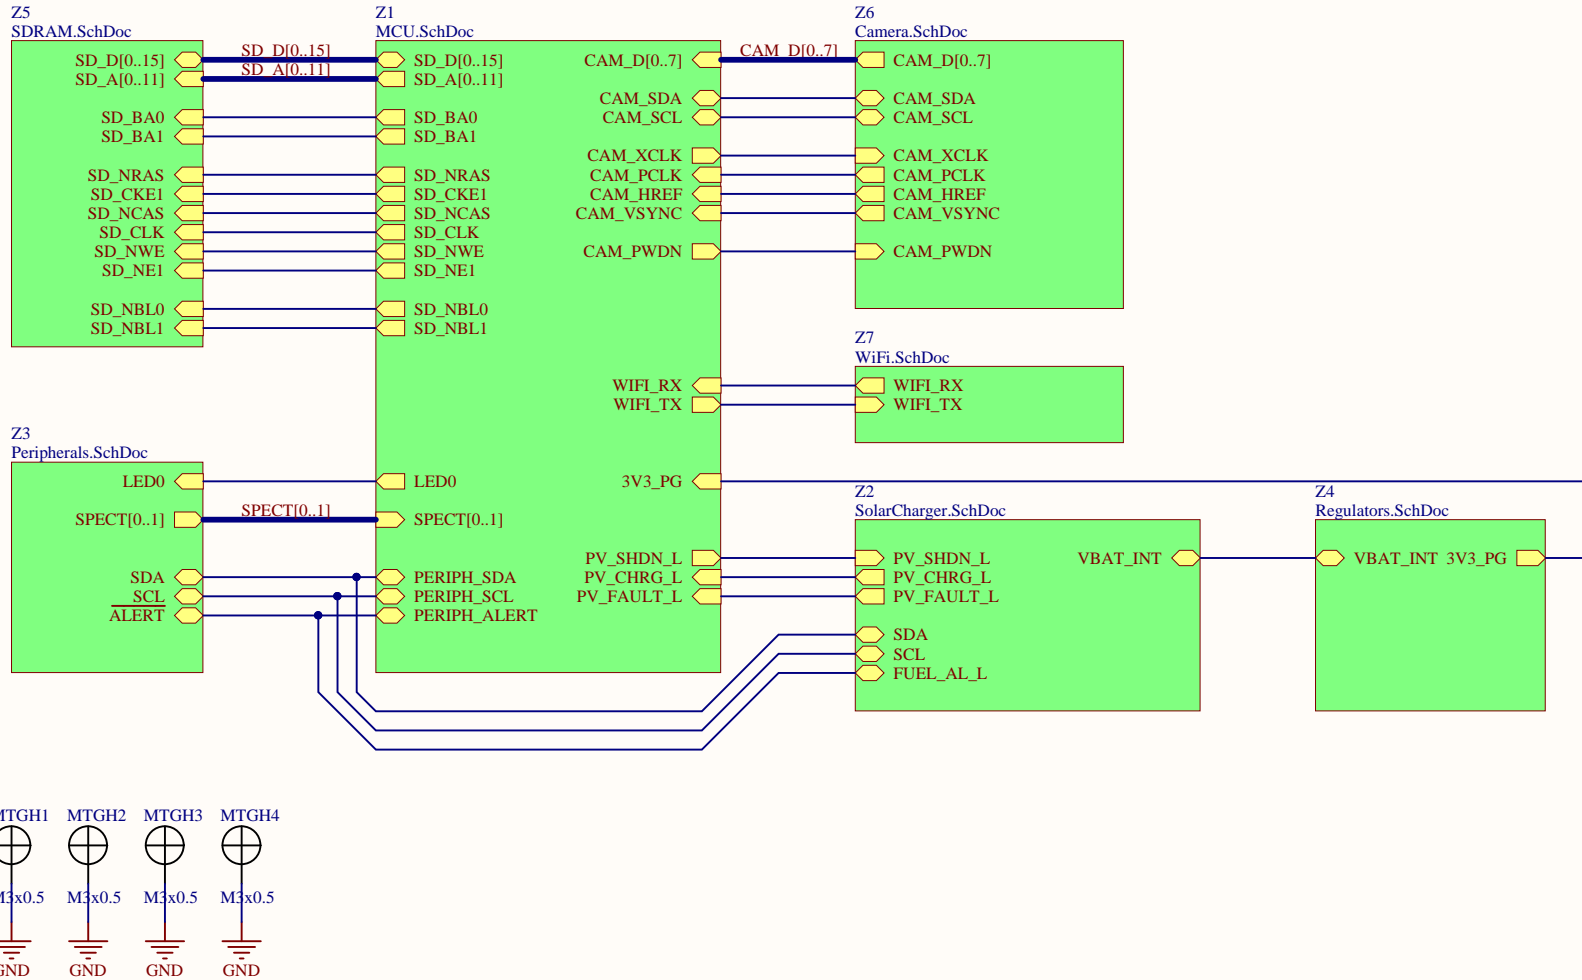 Z5
SDRAM.SchDoc
SD_D[0..15]
SD_A[0..11]
SD_BA0
SD_BA1
SD_NRAS
SD_CKE1
SD_NCAS
SD_CLK
SD_NWE
SD_NE1
SD_NBL0
SD_NBL1
SD_D[0..15]
SD_A[0..11]
Z1
MCU.SchDoc
SD_D[0..15]
SD_A[0..11]
SD_BA0
SD_BA1
SD_NRAS
SD_CKE1
SD_NCAS
SD_CLK
SD_NWE
SD_NE1
SD_NBL0
SD_NBL1
LED0
SPECT[0..1]
PERIPH_SDA
PERIPH_SCL
PERIPH_ALERT
CAM_D[0..7]
CAM_SDA
CAM_SCL
CAM_XCLK
CAM_PCLK
CAM_HREF
CAM_VSYNC
CAM_PWDN
WIFI_RX
WIFI_TX
3V3_PG
PV_SHDN_L
PV_CHRG_L
PV_FAULT_L
CAM_D[0..7]
Z6
Camera.SchDoc
CAM_D[0..7]
CAM_SDA
CAM_SCL
CAM_XCLK
CAM_PCLK
CAM_HREF
CAM_VSYNC
CAM_PWDN
Z7
WiFi.SchDoc
WIFI_RX
WIFI_TX
Z3
Peripherals.SchDoc
LED0
SPECT[0..1]
SDA
SCL
ALERT
SPECT[0..1]
Z2
SolarCharger.SchDoc
PV_SHDN_L
PV_CHRG_L
PV_FAULT_L
SDA
SCL
FUEL_AL_L
VBAT_INT
Z4
Regulators.SchDoc
VBAT_INT 3V3_PG
MTGH1 MTGH2 MTGH3 MTGH4
M3x0.5 M3x0.5 M3x0.5 M3x0.5
GND GND GND GND